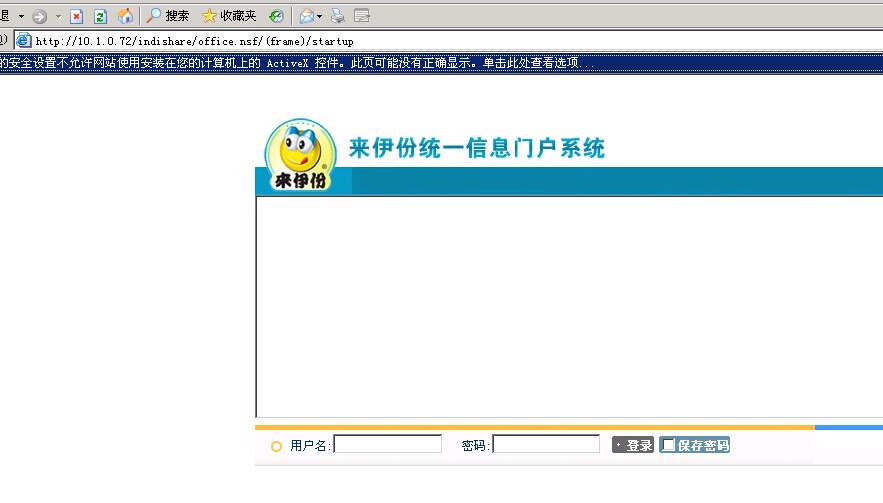 退 搜索 收藏夹
D) http://10.1.0.72/indishare/office.nsf/(frame)/startup
的安全设置不允许网站使用安装在您的计算机上的 ActiveX 控件。此页可能没有正确显示。单击此处查看选项...
来伊份统一信息门户系统
®
来伊份
用户名: 密码: · 登录 保存密码